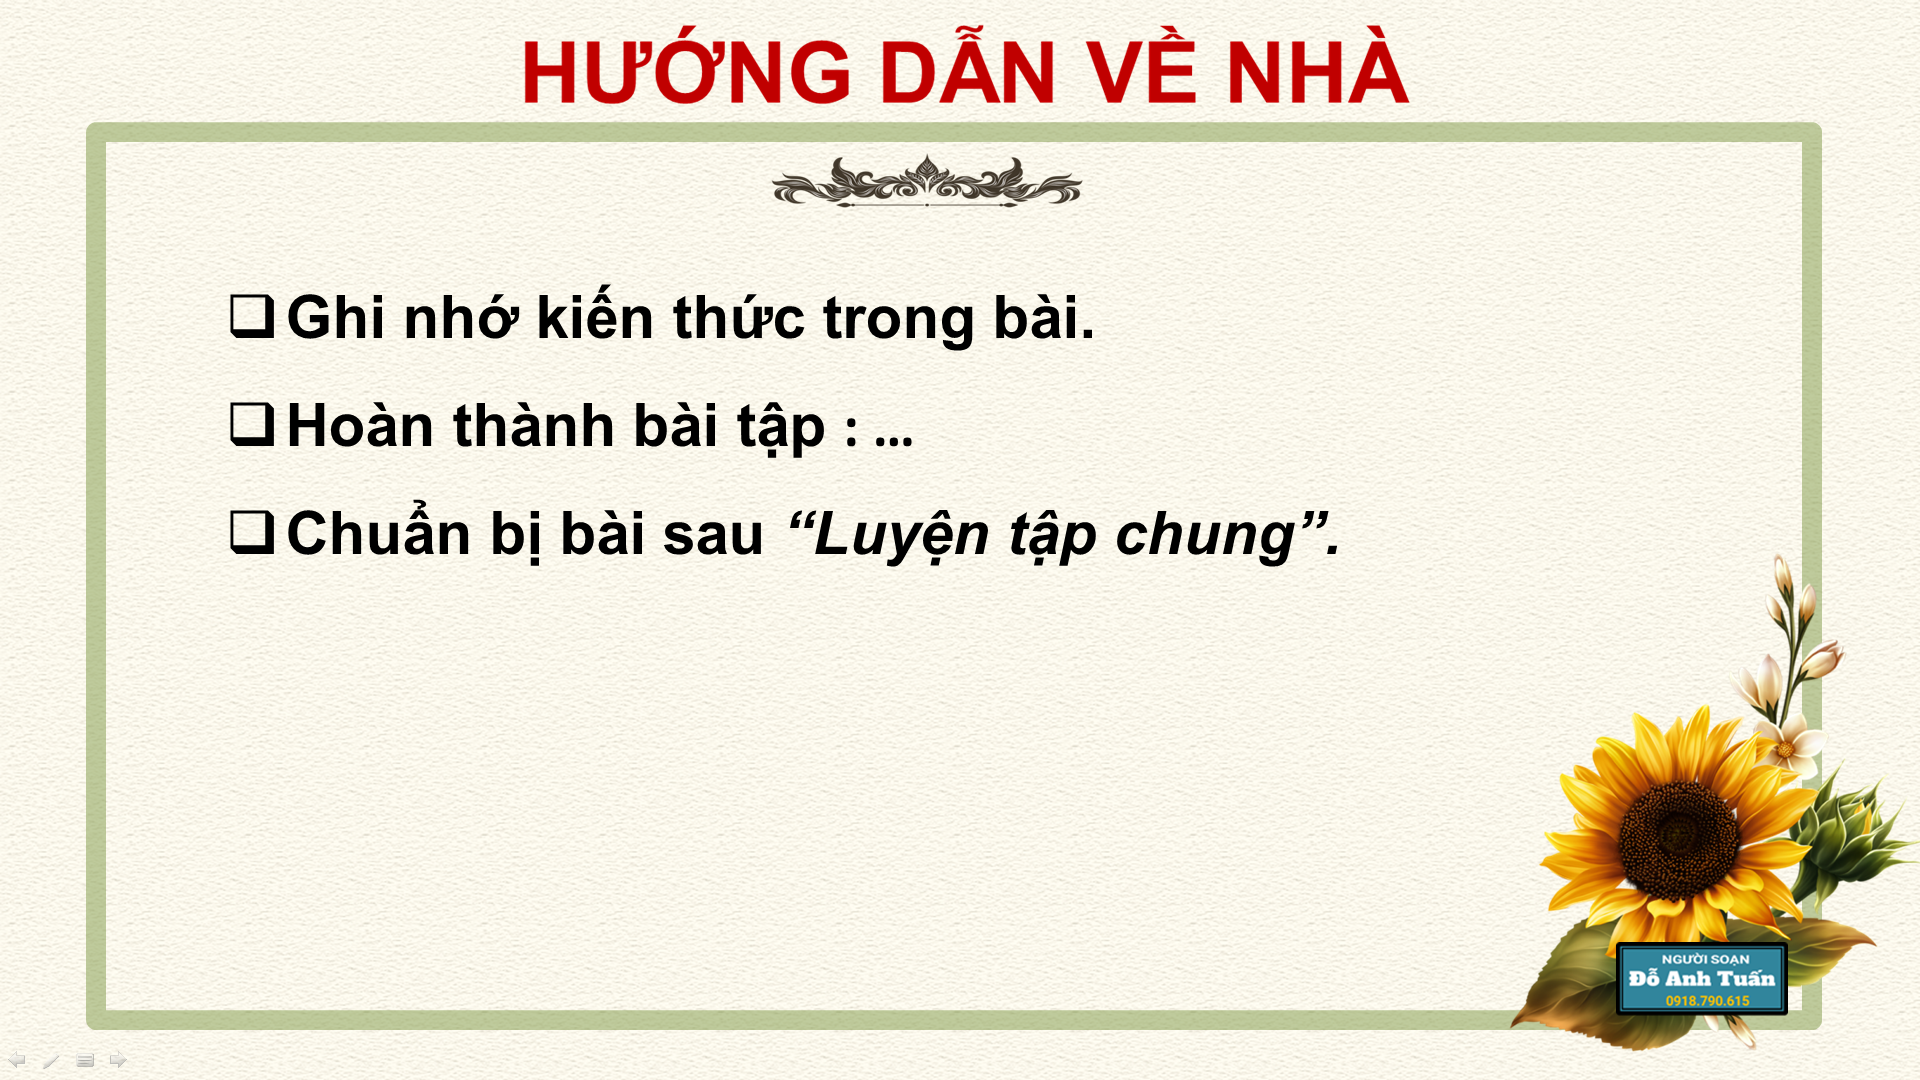 HƯỚNG DẪN VỀ NHÀ
Ghi nhớ kiến thức trong bài.
Hoàn thành bài tập : ...
Chuẩn bị bài sau “Luyện tập chung”.
NGƯỜI SOẠN
Đỗ Anh Tuấn
0918.790.615